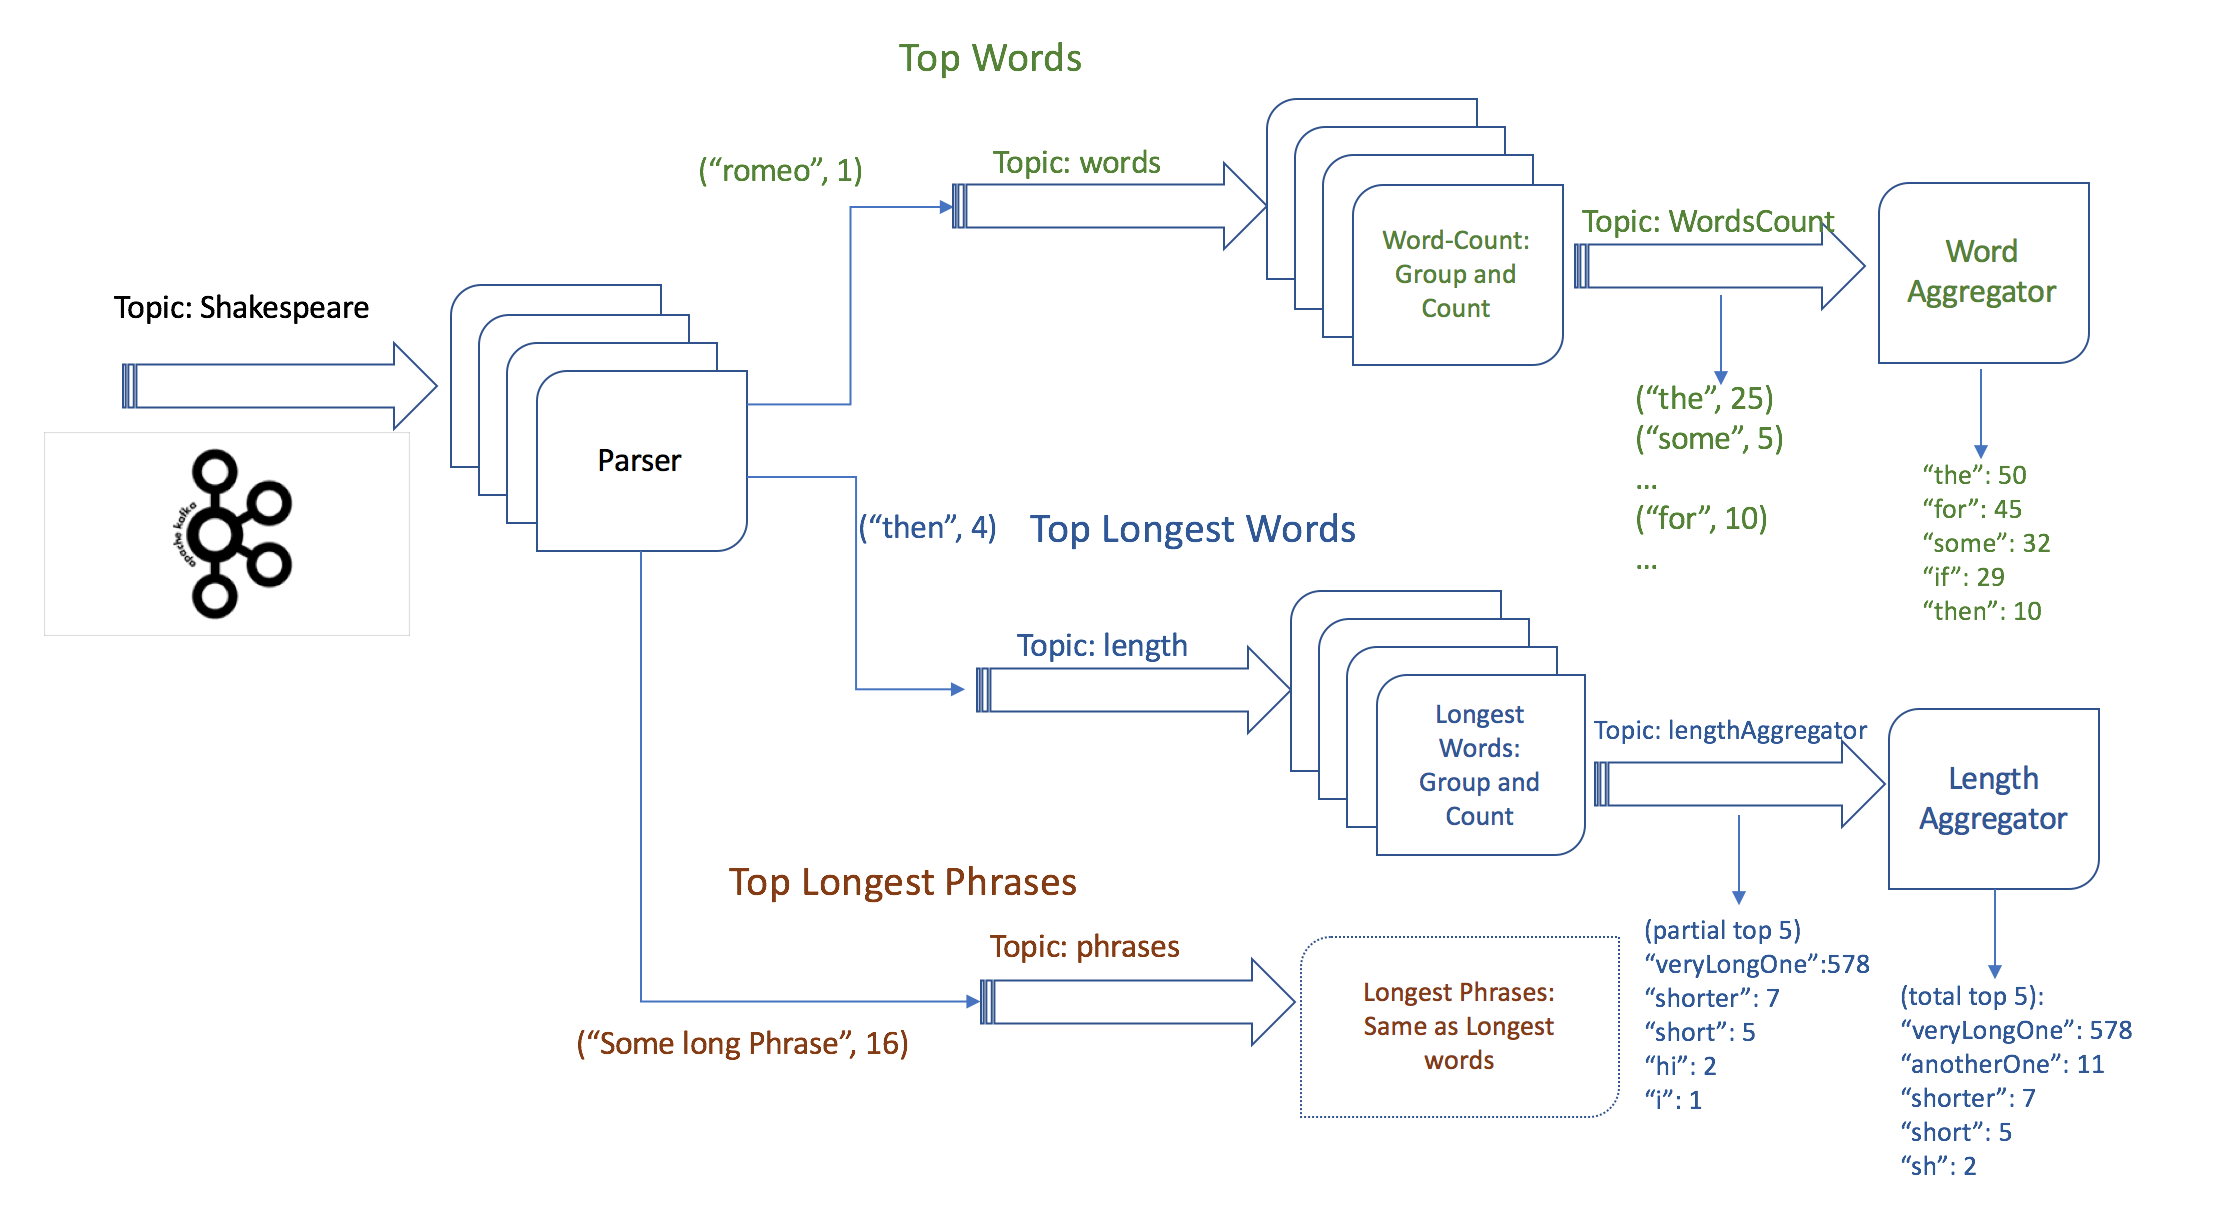 Top Words
(“romeo”, 1)
Topic: words
Word-Count:
Group and
Count
Topic: WordsCount
Word
Aggregator
(“the”, 25)
(“some”, 5)
...
(“for”, 10)
...
“the”: 50
“for”: 45
“some”: 32
“if”: 29
“then”: 10
Topic: Shakespeare
apache kafka
Parser
(“then”, 4)
Top Longest Words
Topic: length
Longest
Words:
Group and
Count
Topic: lengthAggregator
Length
Aggregator
(partial top 5)
“veryLongOne”:578
“shorter”: 7
“short”: 5
“hi”: 2
“i”: 1
(total top 5):
“veryLongOne”: 578
“anotherOne”: 11
“shorter”: 7
“short”: 5
“sh”: 2
Top Longest Phrases
Topic: phrases
(“Some long Phrase”, 16)
Longest Phrases:
Same as Longest
words